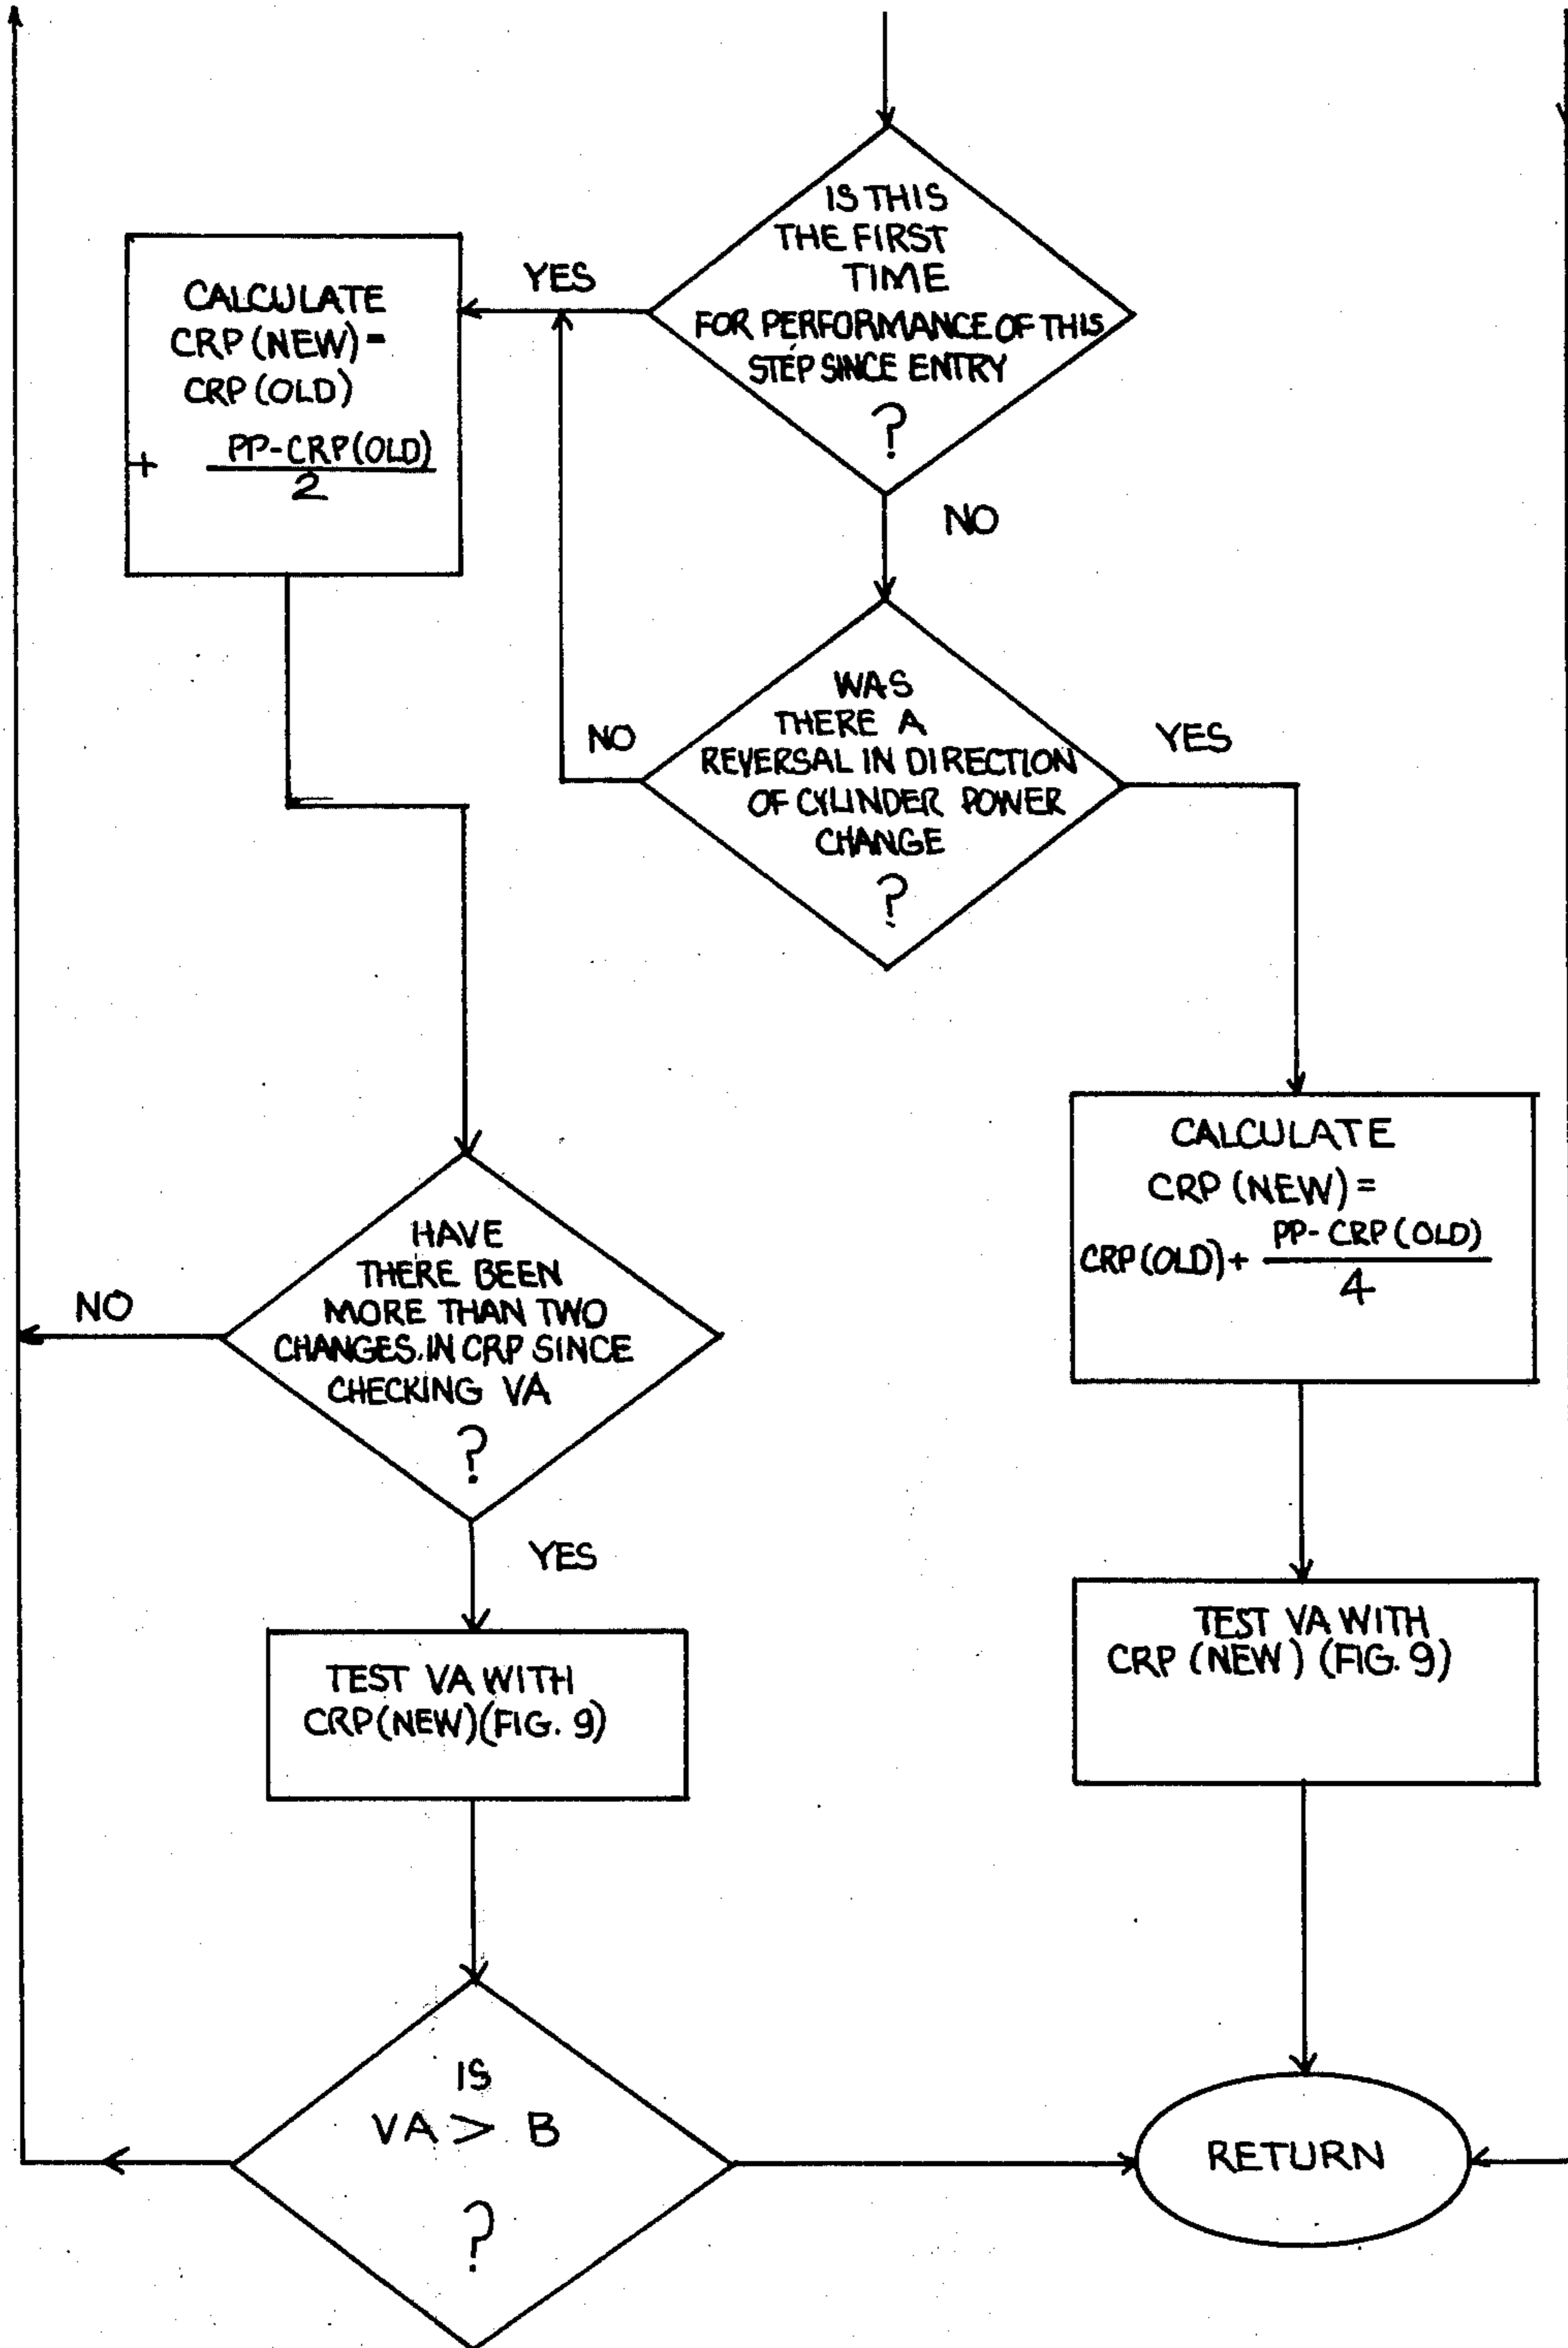 IS THIS
THE FIRST
TIME
FOR PERFORMANCE OF THIS
STEP SINCE ENTRY
?
YES
CALCULATE
CRP (NEW) =
CRP (OLD)
+ PP-CRP(OLD)
2
NO
WAS
THERE A
REVERSAL IN DIRECTION
OF CYLINDER POWER
CHANGE
?
NO
YES
HAVE
THERE BEEN
MORE THAN TWO
CHANGES.IN CRP SINCE
CHECKING VA
?
NO
YES
CALCULATE
CRP (NEW) =
CRP(OLD)+ PP- CRP(OLD)
4
TEST VA WITH
CRP(NEW)(FIG. 9)
TEST VA WITH
CRP (NEW) (FIG. 9)
IS
VA > B
?
RETURN